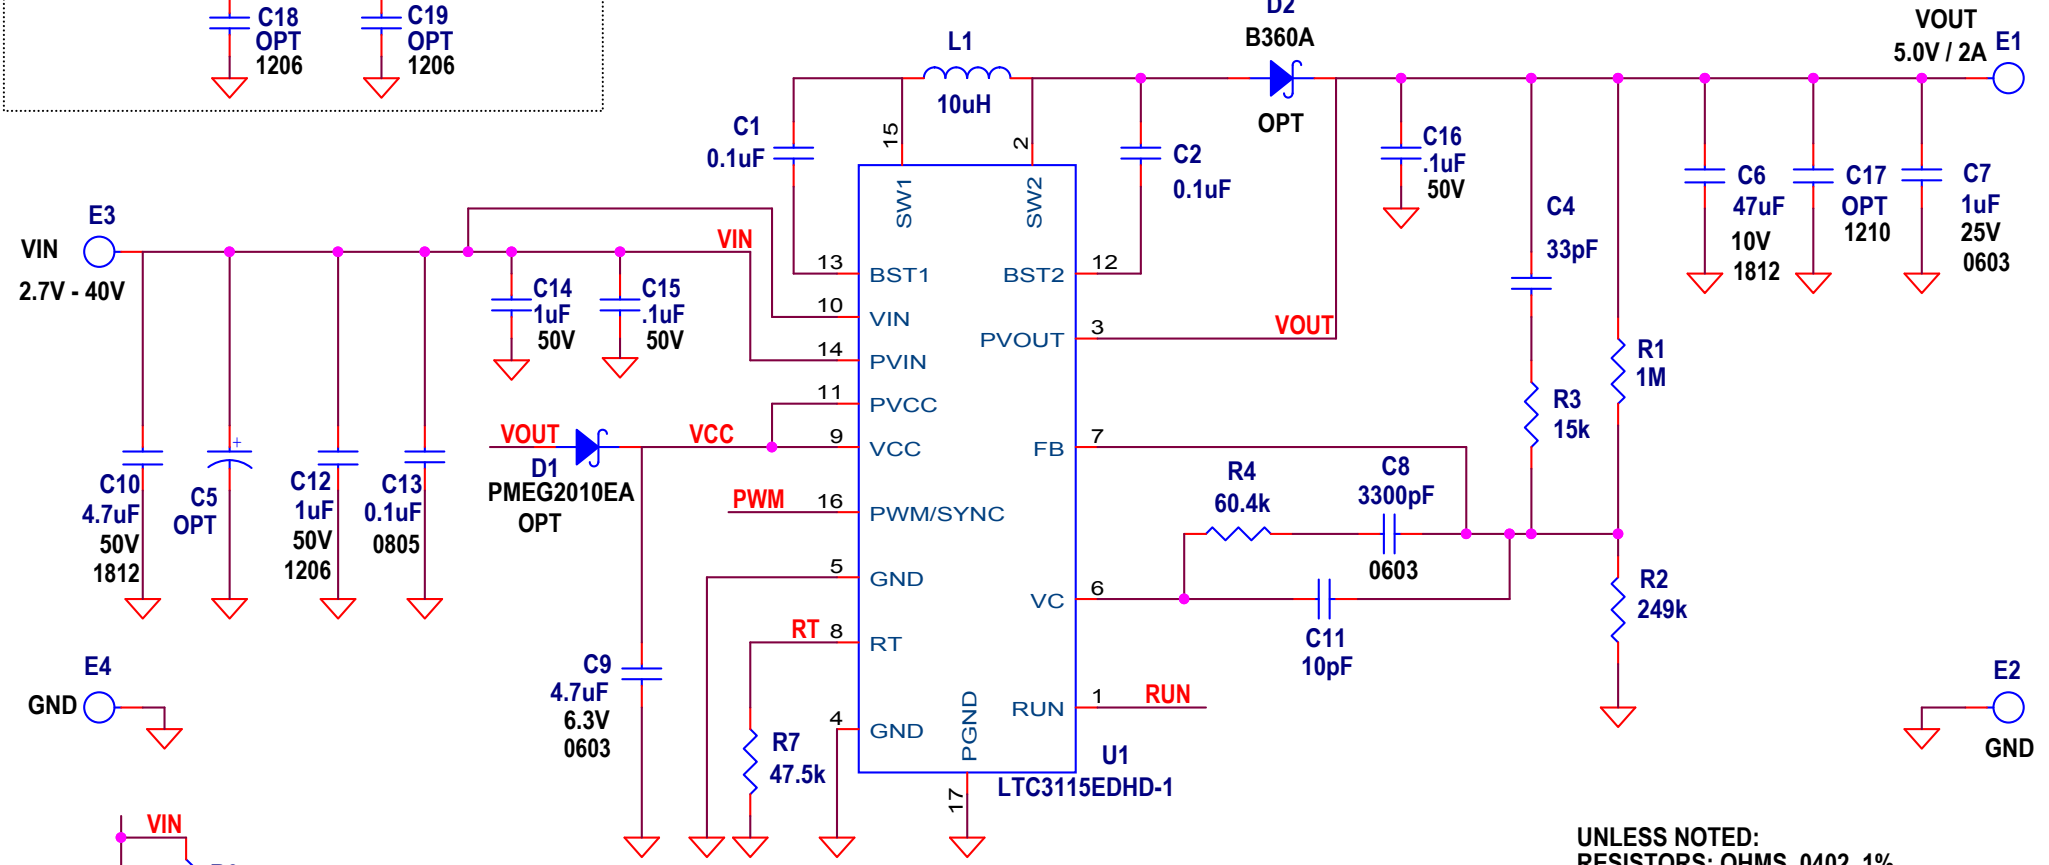 C18
OPT
1206
C19
OPT
1206
D2
B360A
OPT
L1
10uH
VOUT
5.0V / 2A
E1
C1
0.1uF
15
2
C2
0.1uF
C16
.1uF
50V
C4
33pF
C6
47uF
10V
1812
C17
OPT
1210
C7
1uF
25V
0603
E3
VIN
2.7V - 40V
VIN
C14
1uF
50V
C15
.1uF
50V
SW1
SW2
13
BST1
BST2
12
10
VIN
14
PVIN
PVOUT
3
VOUT
11
PVCC
R1
1M
R3
15k
VOUT
VCC
9
VCC
FB
7
D1
PMEG2010EA
OPT
C10
4.7uF
50V
1812
C5
OPT
+
C12
1uF
50V
1206
C13
0.1uF
0805
PWM
16
PWM/SYNC
R4
60.4k
C8
3300pF
0603
5
GND
VC
6
C11
10pF
R2
249k
RT
8
RT
C9
4.7uF
6.3V
0603
E4
GND
R7
47.5k
4
GND
PGND
17
RUN
1
RUN
U1
LTC3115EDHD-1
E2
GND
VIN
UNLESS NOTED:
RESISTORS: OHMS, 0402, 1%